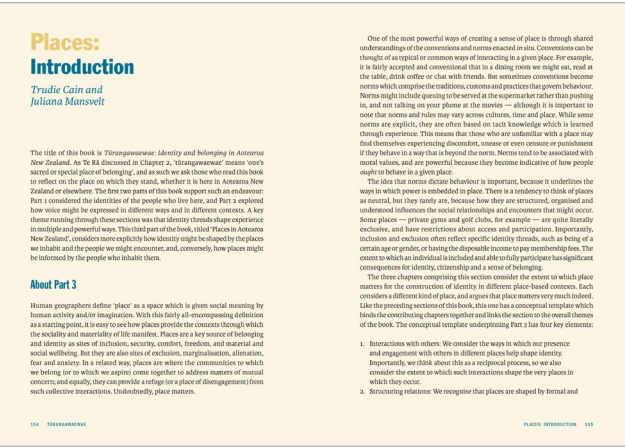 Places:
Introduction
Trudie Cain and
Juliana Mansvelt
The title of this book is Tūrangawaewae: Identity and belonging in Aotearoa
New Zealand. As Te Rā discussed in Chapter 2, 'tūrangawaewae' means 'one's
sacred or special place of belonging', and as such we ask those who read this book
to reflect on the place on which they stand, whether it is here in Aotearoa New
Zealand or elsewhere. The first two parts of this book support such an endeavour:
Part 1 considered the identities of the people who live here, and Part 2 explored
how voice might be expressed in different ways and in different contexts. A key
theme running through these sections was that identity threads shape experience
in multiple and powerful ways. This third part of the book, titled 'Places in Aotearoa
New Zealand', considers more explicitly how identity might be shaped by the places
we inhabit and the people we might encounter, and, conversely, how places might
be informed by the people who inhabit them.
About Part 3
Human geographers define 'place' as a space which is given social meaning by
human activity and/or imagination. With this fairly all-encompassing definition
as a starting point, it is easy to see how places provide the contexts through which
the sociality and materiality of life manifest. Places are a key source of belonging
and identity as sites of inclusion, security, comfort, freedom, and material and
social wellbeing. But they are also sites of exclusion, marginalisation, alienation,
fear and anxiety. In a related way, places are where the communities to which
we belong (or to which we aspire) come together to address matters of mutual
concern; and equally, they can provide a refuge (or a place of disengagement) from
such collective interactions. Undoubtedly, place matters.
154 TŪRANGAWAEWAE
One of the most powerful ways of creating a sense of place is through shared
understandings of the conventions and norms enacted in situ. Conventions can be
thought of as typical or common ways of interacting in a given place. For example,
it is fairly accepted and conventional that in a dining room we might eat, read at
the table, drink coffee or chat with friends. But sometimes conventions become
norms which comprise the traditions, customs and practices that govern behaviour.
Norms might include queuing to be served at the supermarket rather than pushing
in, and not talking on your phone at the movies — although it is important to
note that norms and rules may vary across cultures, time and place. While some
norms are explicit, they are often based on tacit knowledge which is learned
through experience. This means that those who are unfamiliar with a place may
find themselves experiencing discomfort, unease or even censure or punishment
if they behave in a way that is beyond the norm. Norms tend to be associated with
moral values, and are powerful because they become indicative of how people
ought to behave in a given place.
The idea that norms dictate behaviour is important, because it underlines the
ways in which power is embedded in place. There is a tendency to think of places
as neutral, but they rarely are, because how they are structured, organised and
understood influences the social relationships and encounters that might occur.
Some places — private gyms and golf clubs, for example — are quite literally
exclusive, and have restrictions about access and participation. Importantly,
inclusion and exclusion often reflect specific identity threads, such as being of a
certain age or gender, or having the disposable income to pay membership fees. The
extent to which an individual is included and able to fully participate has significant
consequences for identity, citizenship and a sense of belonging.
The three chapters comprising this section consider the extent to which place
matters for the construction of identity in different place-based contexts. Each
considers a different kind of place, and argues that place matters very much indeed.
Like the preceding sections of this book, this one has a conceptual template which
binds the contributing chapters together and links the section to the overall themes
of the book. The conceptual template underpinning Part 3 has four key elements:
1. Interactions with others: We consider the ways in which our presence
and engagement with others in different places help shape identity.
Importantly, we think about this as a reciprocal process, so we also
consider the extent to which such interactions shape the very places in
which they occur.
2. Structuring relations: We recognise that places are shaped by formal and
PLACES: INTRODUCTION 155